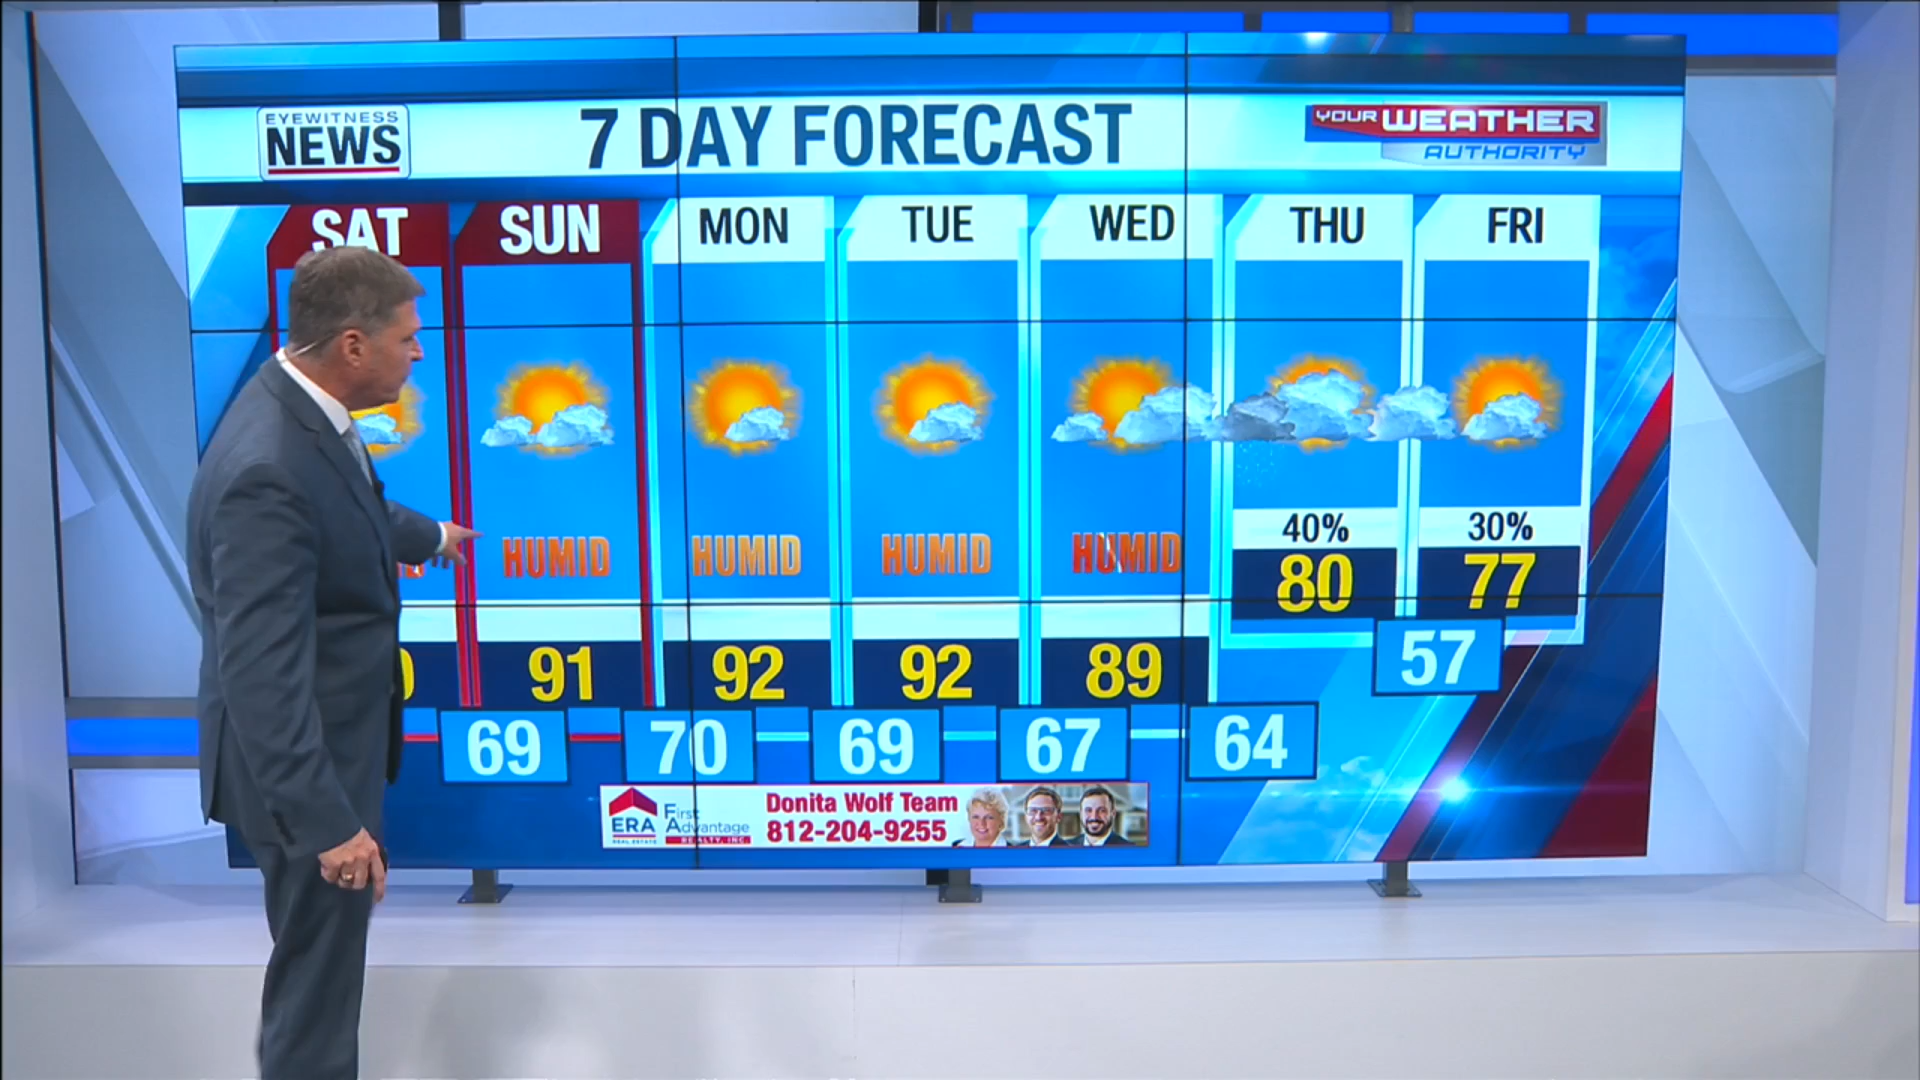 EYEWITNESS
NEWS
7 DAY FORECAST
YOUR WEATHER
AUTHORITY
SAT
SUN
MON
TUE
WED
THU
FRI
HUMID
HUMID
HUMID
HUMID
40%
30%
80
77
91
92
92
89
57
69
70
69
67
64
ERA
REAL ESTATE
First
Advantage
REALTY, INC.
Donita Wolf Team
812-204-9255